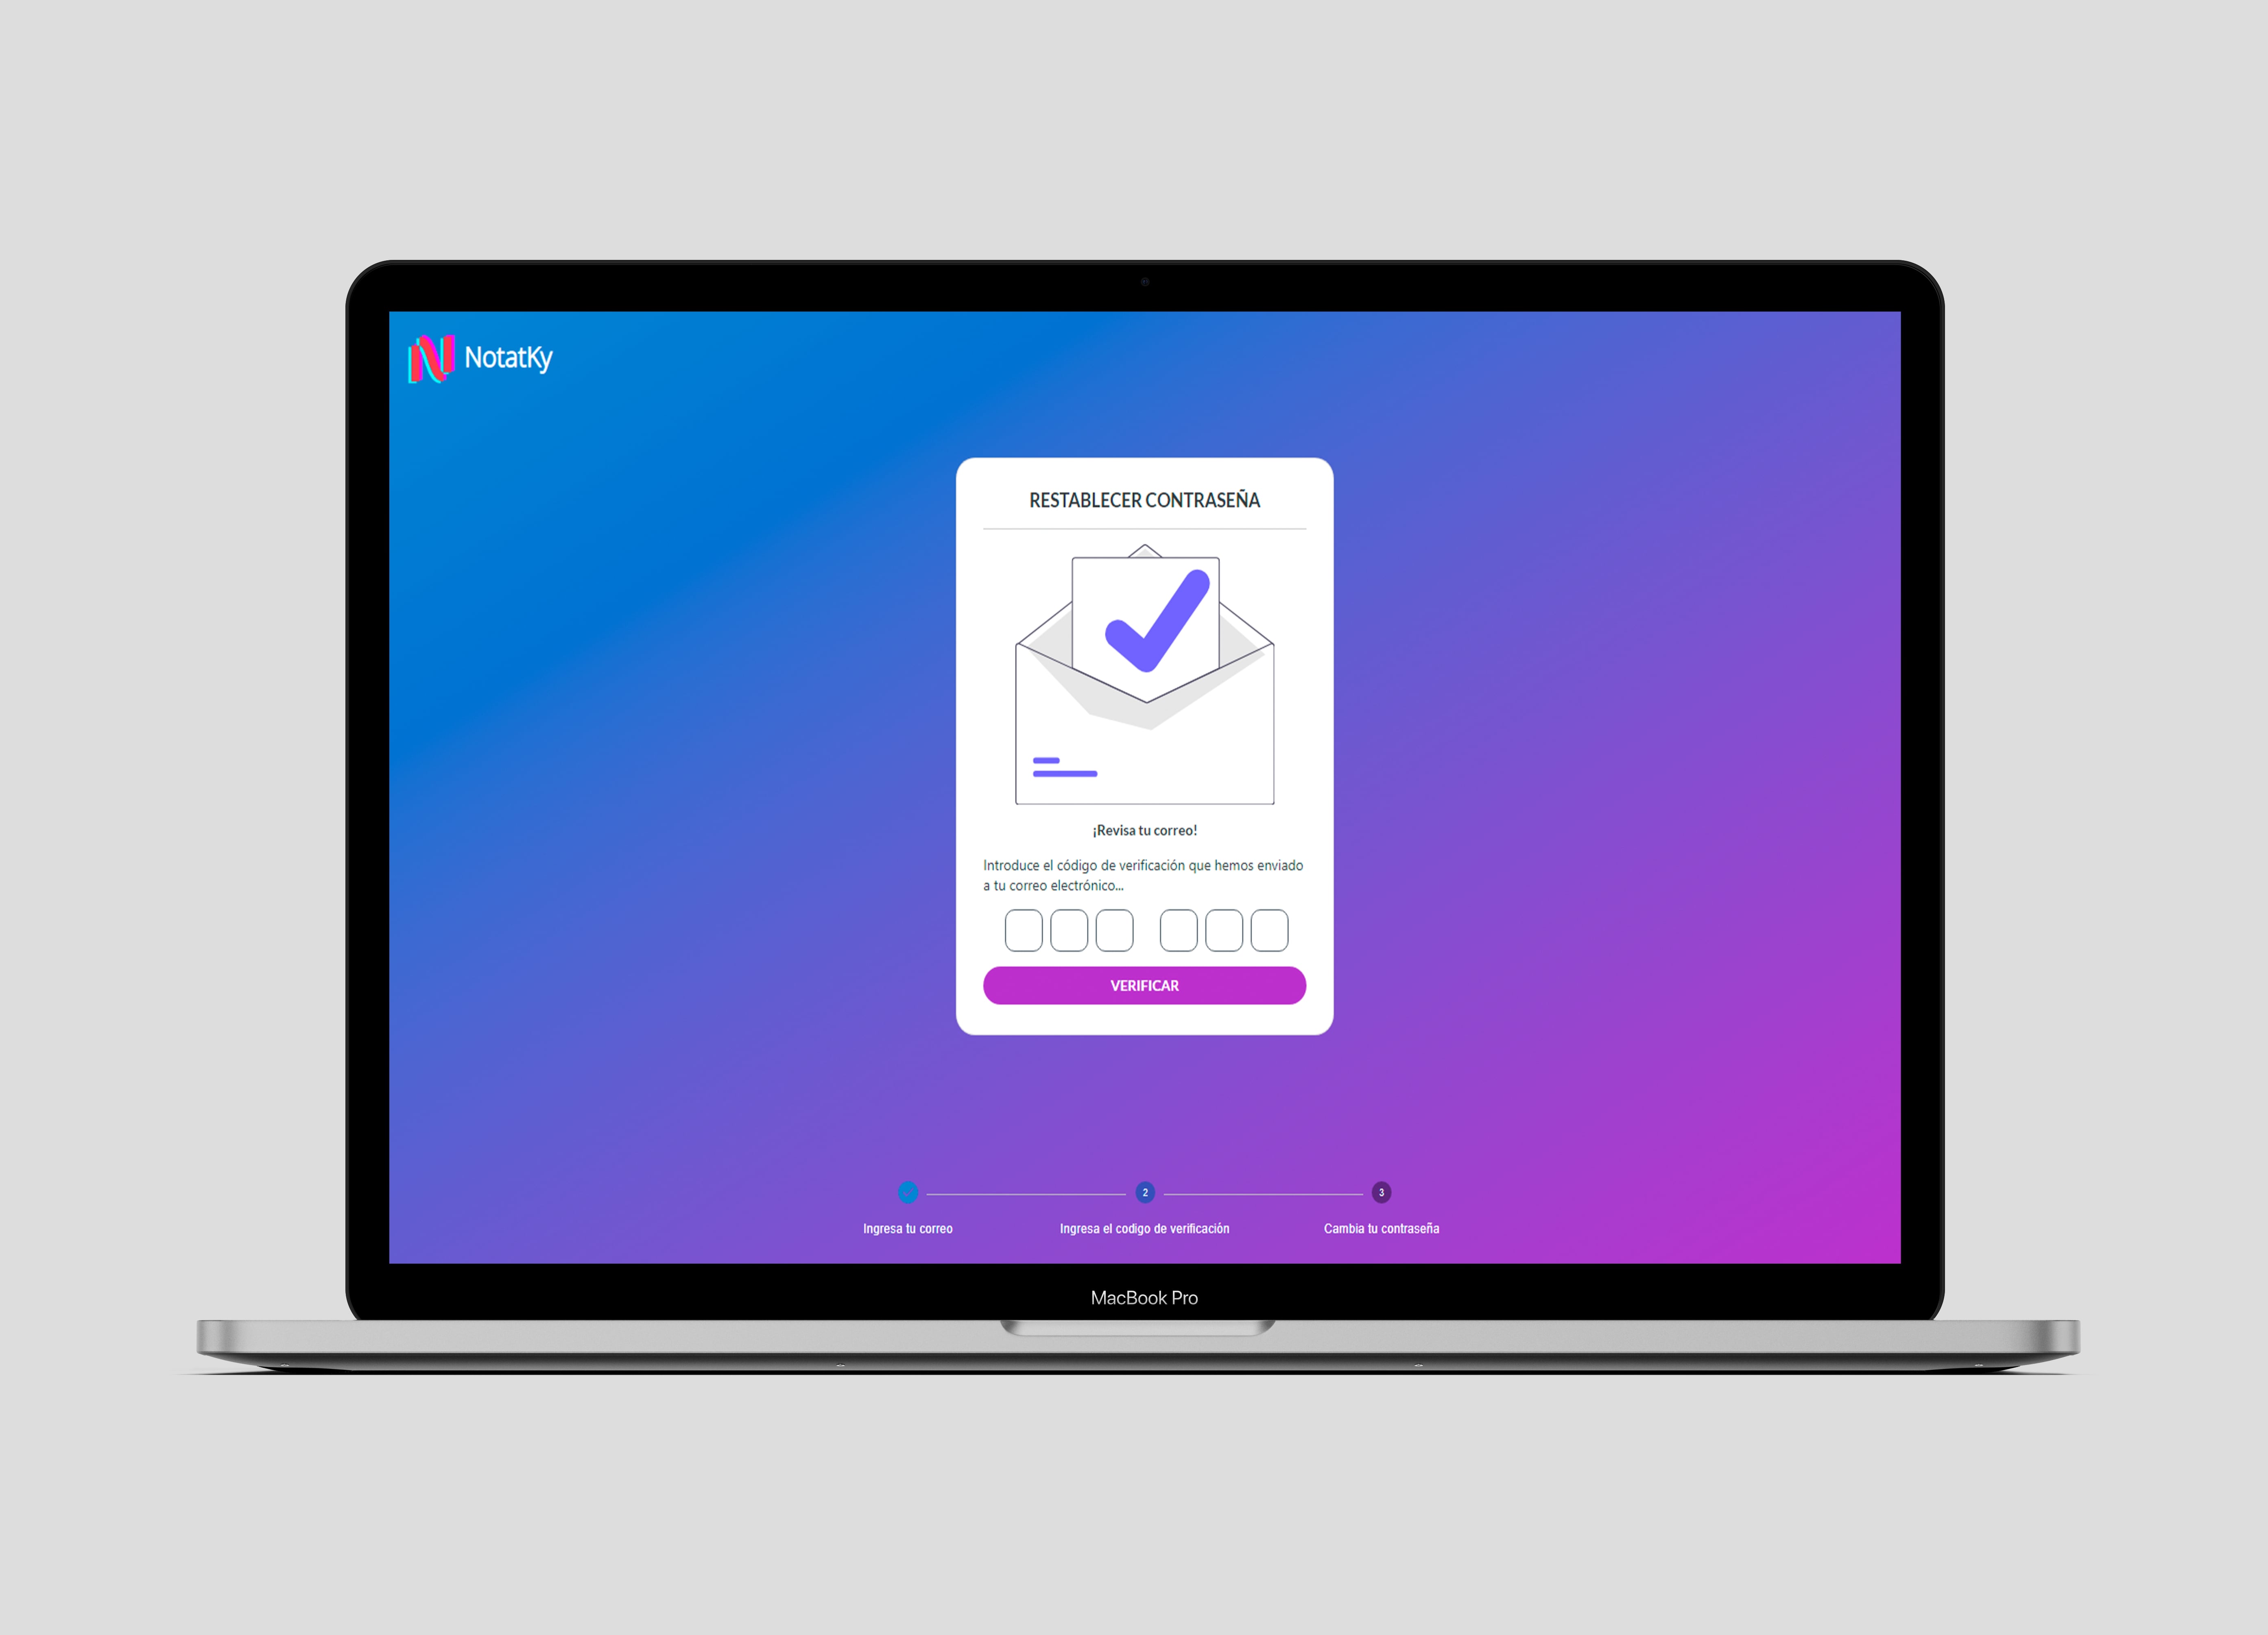 NotatKy
RESTABLECER CONTRASEÑA
¡Revisa tu correo!
Introduce el código de verificación que hemos enviado
a tu correo electrónico...
VERIFICAR
2
3
Ingresa tu correo
Ingresa el codigo de verificación
Cambia tu contraseña
MacBook Pro